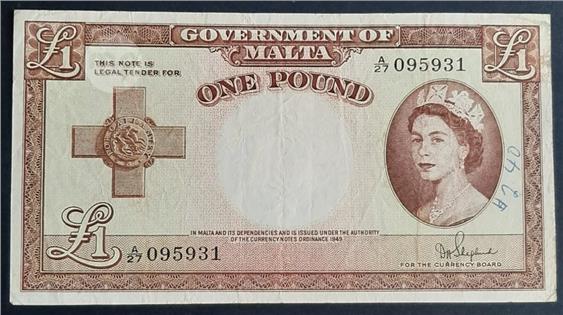 GOVERNMENT OF
MALTA
£1
£1
THIS NOTE IS
LEGAL TENDER FOR
A/27 095931
ONE POUND
IN MALTA AND ITS DEPENDENCIES AND IS ISSUED UNDER THE AUTHORITY
OF THE CURRENCY NOTES ORDINANCE 1949
£1
A/27 095931
DA Shepherd
FOR THE CURRENCY BOARD